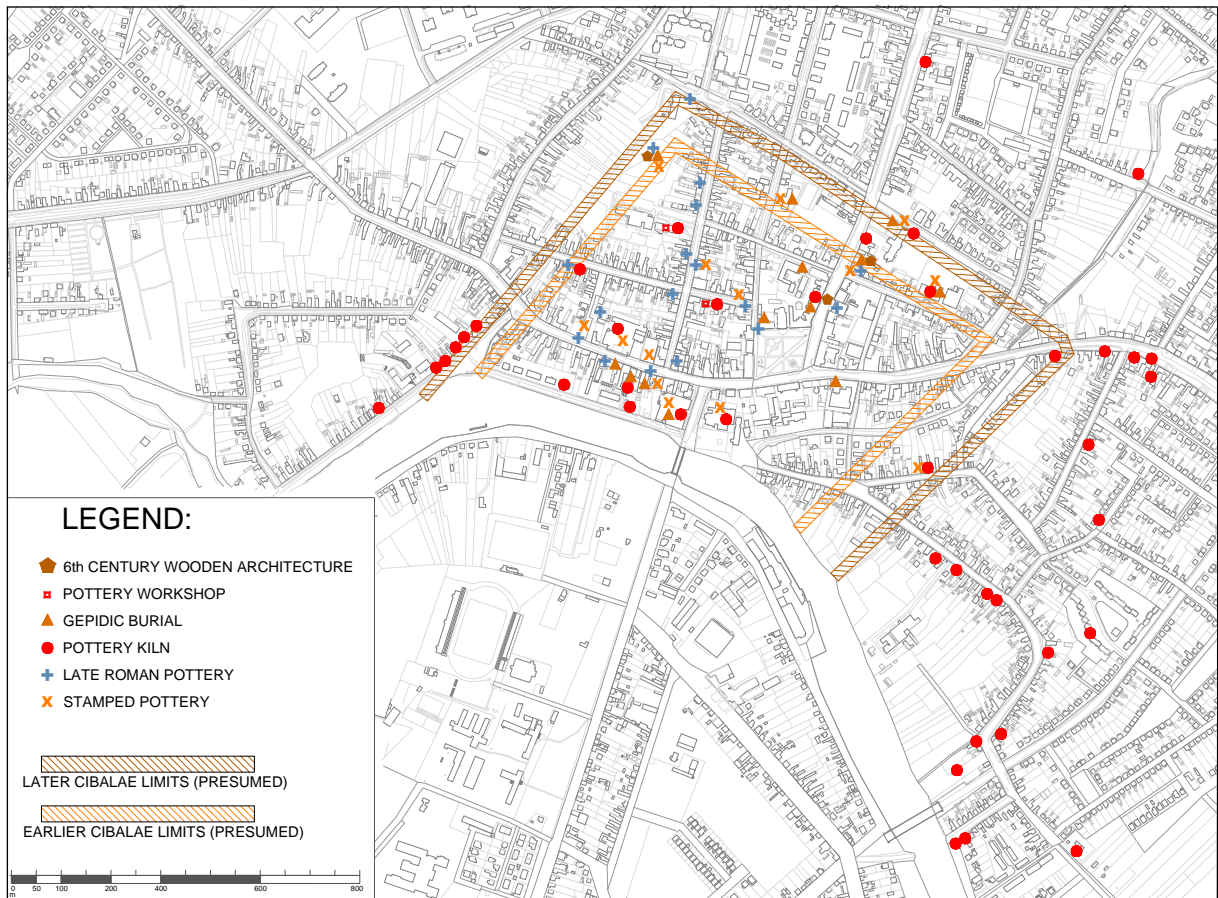 LEGEND:
6th CENTURY WOODEN ARCHITECTURE
POTTERY WORKSHOP
GEPIDIC BURIAL
POTTERY KILN
LATE ROMAN POTTERY
STAMPED POTTERY
LATER CIBALAE LIMITS (PRESUMED)
EARLIER CIBALAE LIMITS (PRESUMED)
0 50 100 200 400 600 800
m